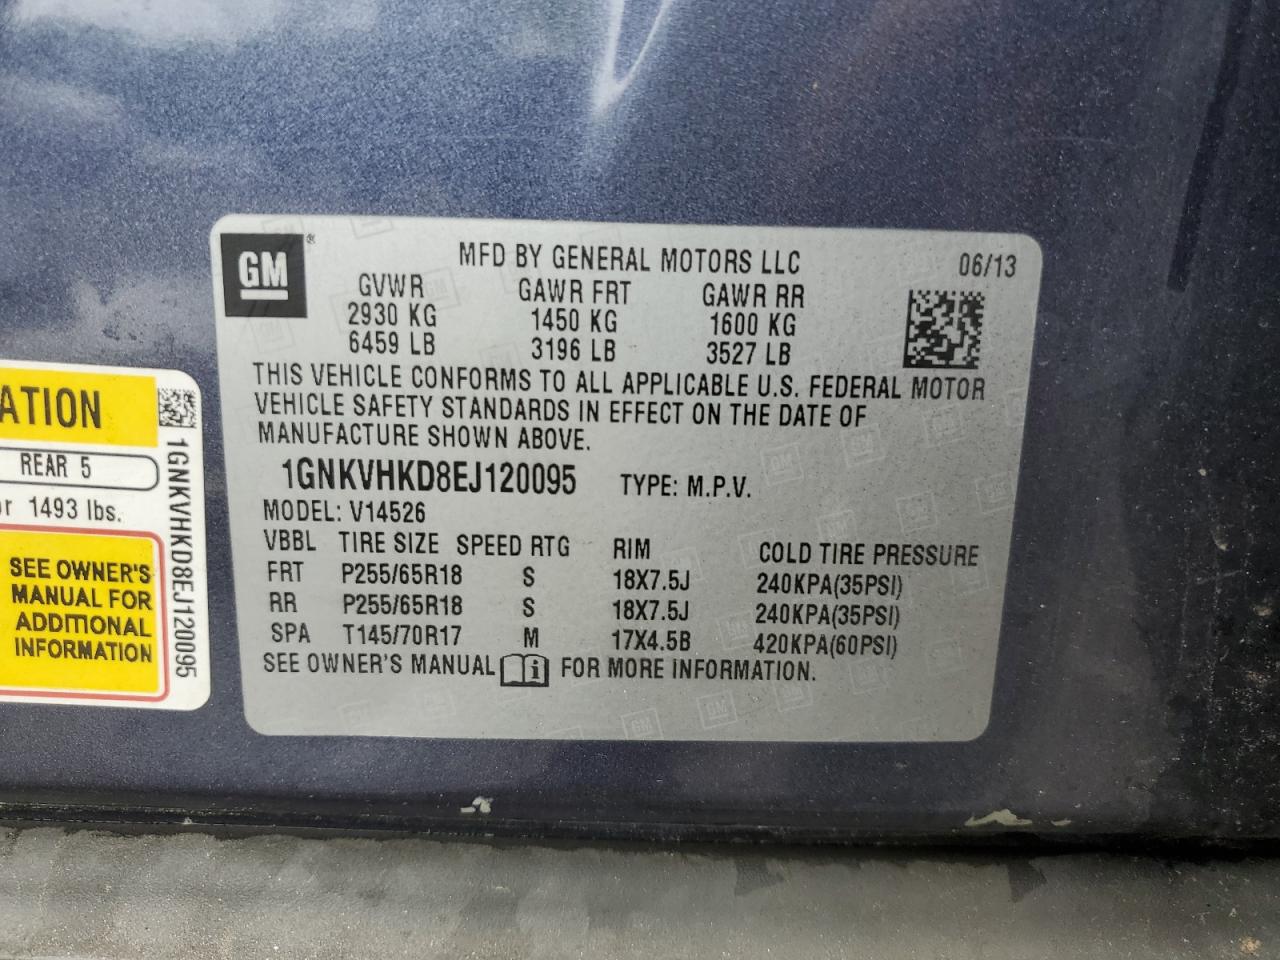 GM®
MFD BY GENERAL MOTORS LLC 06/13
GVWR GAWR FRT GAWR RR
2930 KG 1450 KG 1600 KG
6459 LB 3196 LB 3527 LB
THIS VEHICLE CONFORMS TO ALL APPLICABLE U.S. FEDERAL MOTOR
VEHICLE SAFETY STANDARDS IN EFFECT ON THE DATE OF
MANUFACTURE SHOWN ABOVE.
1GNKVHKD8EJ120095 TYPE: M.P.V.
MODEL: V14526
VBBL TIRE SIZE SPEED RTG RIM COLD TIRE PRESSURE
FRT P255/65R18 S 18X7.5J 240KPA(35PSI)
RR P255/65R18 S 18X7.5J 240KPA(35PSI)
SPA T145/70R17 M 17X4.5B 420KPA(60PSI)
SEE OWNER'S MANUAL i FOR MORE INFORMATION.
ATION
REAR 5
r 1493 lbs.
SEE OWNER'S
MANUAL FOR
ADDITIONAL
INFORMATION
1GNKVHKD8EJ120095